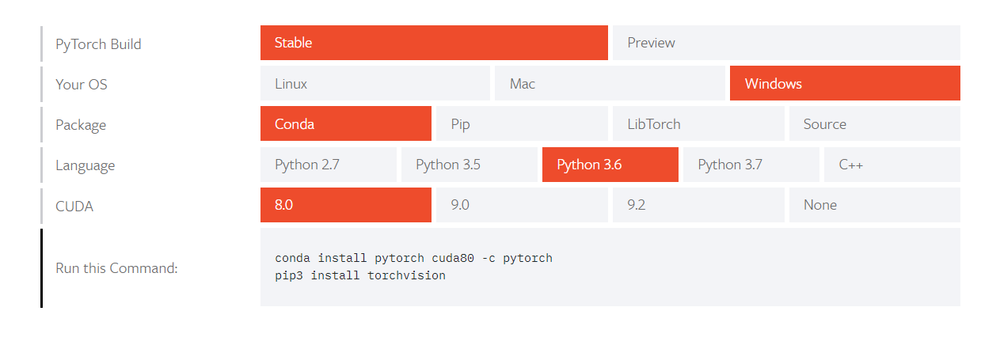 PyTorch Build Stable Preview
Your OS Linux Mac Windows
Package Conda Pip LibTorch Source
Language Python 2.7 Python 3.5 Python 3.6 Python 3.7 C++
CUDA 8.0 9.0 9.2 None
Run this Command:
conda install pytorch cuda80 -c pytorch
pip3 install torchvision